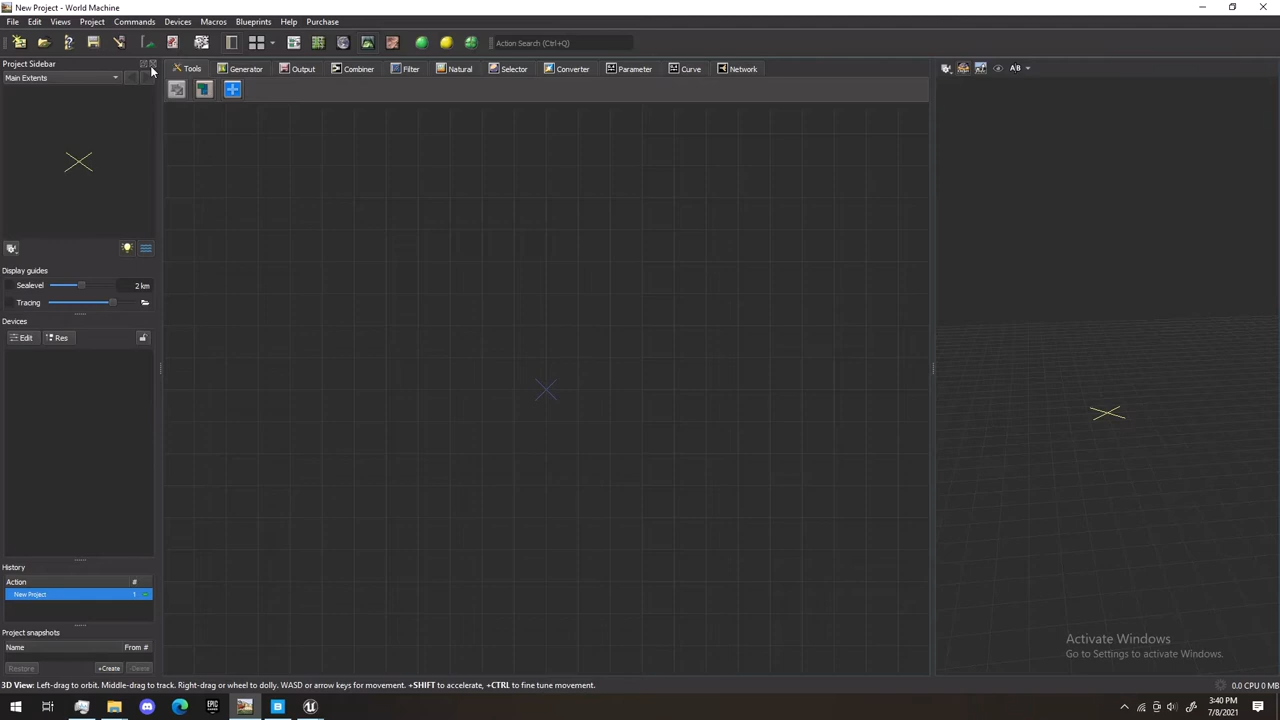 New Project - World Machine
File Edit Views Project Commands Devices Macros Blueprints Help Purchase
Action Search (Ctrl+Q)
Project Sidebar
Main Extents
Tools Generator Output Combiner Filter Natural Selector Converter Parameter Curve Network
A|B
Display guides
Sealevel 2 km
Tracing
Devices
Edit Res
History
Action #
New Project 1
Project snapshots
Name From #
Restore +Create -Delete
Activate Windows
Go to Settings to activate Windows.
3D View: Left-drag to orbit. Middle-drag to track. Right-drag or wheel to dolly. WASD or arrow keys for movement. +SHIFT to accelerate, +CTRL to fine tune movement.
0.0 CPU 0 MB
EPIC
3:40 PM
7/8/2021